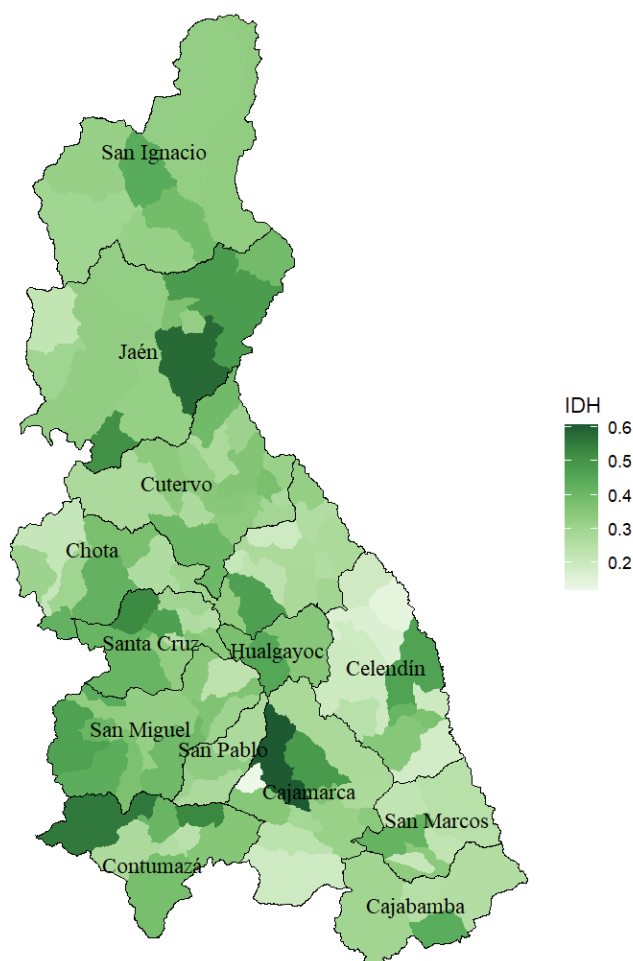 San Ignacio
Jaén
IDH
0.6
0.5
0.4
0.3
0.2
Cutervo
Chota
Santa Cruz
Hualgayoc
Celendín
San Miguel
San Pablo
Cajamarca
San Marcos
Contumazá
Cajabamba